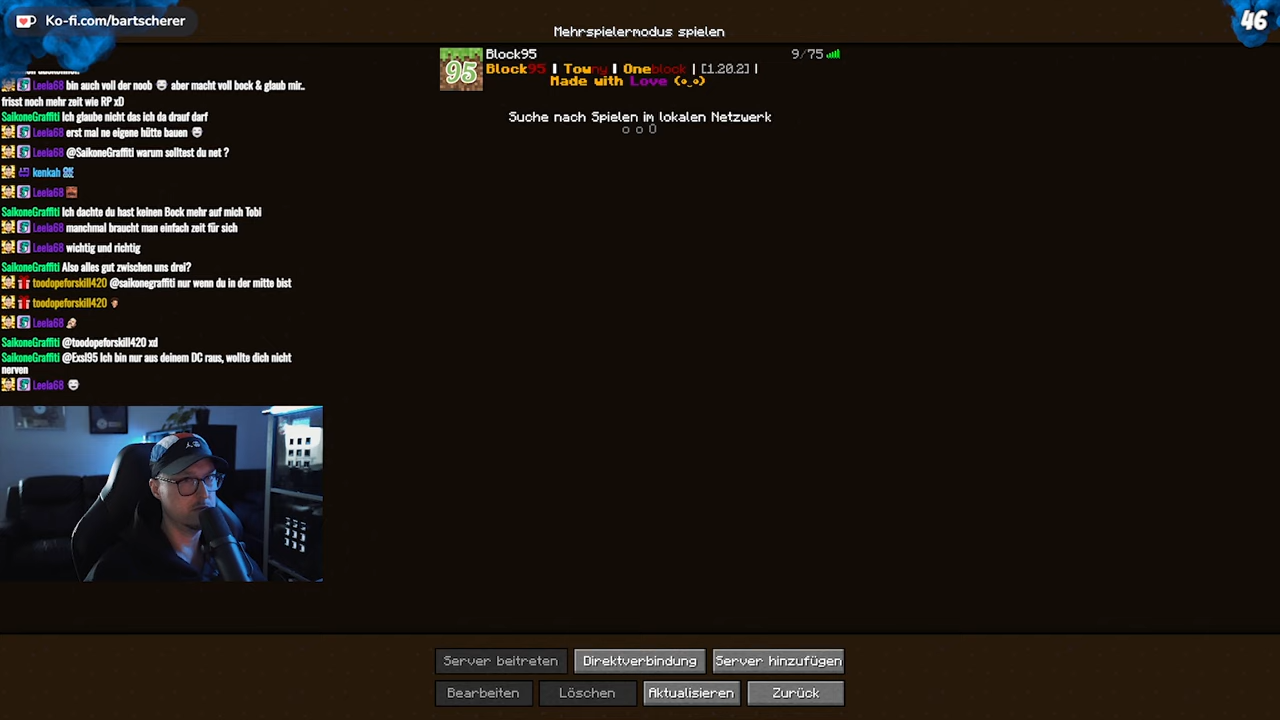 Ko-fi.com/bartscherer
46
Mehrspielermodus spielen
Block95
9/75
95
Block95 | Towny | Oneblock | [1.20.2] |
Made with Love
Suche nach Spielen im lokalen Netzwerk
o o O
Leela68 bin auch voll der noob aber macht voll bock & glaub mir..
frisst noch mehr zeit wie RP xD
SaikoneGraffiti Ich glaube nicht das ich da drauf darf
Leela68 erst mal ne eigene hütte bauen
Leela68 @SaikoneGraffiti warum solltest du net ?
kenkah
Leela68
SaikoneGraffiti Ich dachte du hast keinen Bock mehr auf mich Tobi
Leela68 manchmal braucht man einfach zeit für sich
Leela68 wichtig und richtig
SaikoneGraffiti Also alles gut zwischen uns drei?
toodopeforskill420 @saikonegraffiti nur wenn du in der mitte bist
toodopeforskill420
Leela68
SaikoneGraffiti @toodopeforskill420 xd
SaikoneGraffiti @Exsl95 Ich bin nur aus deinem DC raus, wollte dich nicht
nerven
Leela68
Server beitreten
Direktverbindung
Server hinzufügen
Bearbeiten
Löschen
Aktualisieren
Zurück